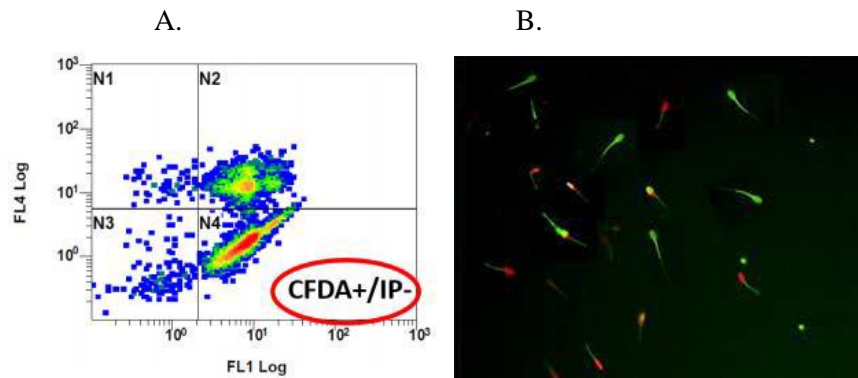 A. B.
10³
N1 N2
10²
FL4 Log
10¹
N3 N4
10⁰
CFDA+/IP-
10⁰ 10¹ 10² 10³
FL1 Log